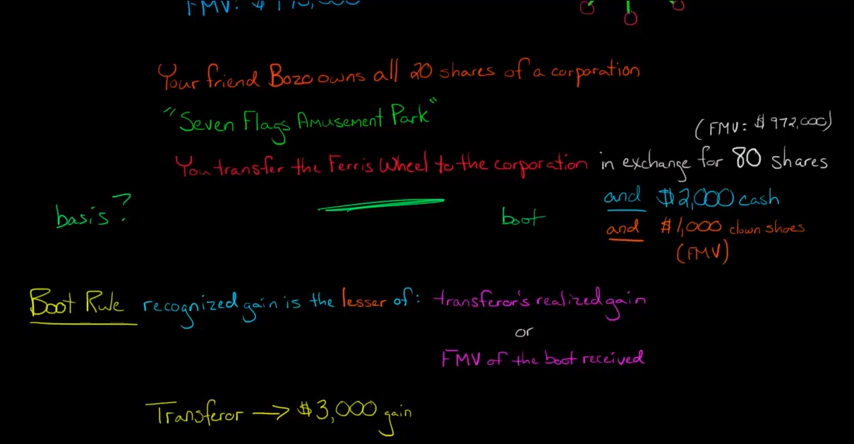 FMV: $
Your friend Bozo owns all 20 shares of a corporation
"Seven Flags Amusement Park"
(FMV: $972,000)
You transfer the Ferris Wheel to the corporation in exchange for 80 shares
and $2,000 cash
basis?
boot
and $1,000 clown shoes
(FMV)
Boot Rule recognized gain is the lesser of: transferor's realized gain
or
FMV of the boot received
Transferor → $3,000 gain